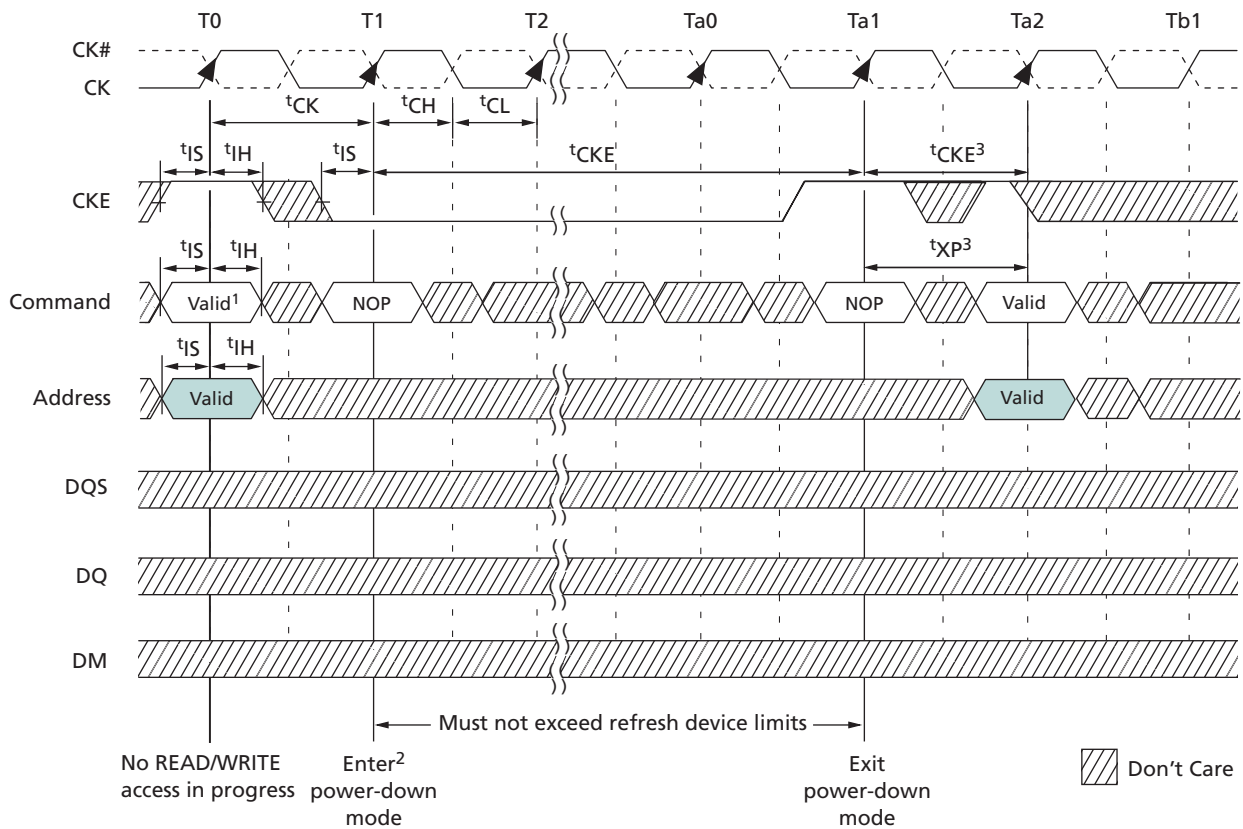 T0 T1 T2 Ta0 Ta1 Ta2 Tb1
CK#
CK
tCK tCH tCL
tIS tIH tIS tCKE tCKE3
CKE
tIS tIH tXP3
Command Valid1 NOP NOP Valid
tIS tIH
Address Valid Valid
DQS
DQ
DM
Must not exceed refresh device limits
No READ/WRITE
access in progress
Enter2
power-down
mode
Exit
power-down
mode
Don't Care